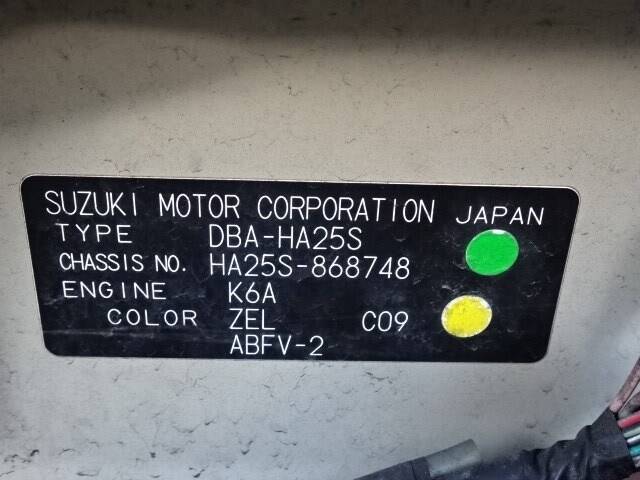 SUZUKI MOTOR CORPORATION JAPAN
TYPE DBA-HA25S
CHASSIS NO. HA25S-868748
ENGINE K6A
COLOR ZEL C09
ABFV-2